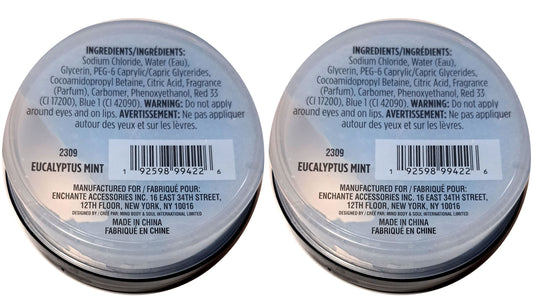 INGREDIENTS/INGRÉDIENTS:
Sodium Chloride, Water (Eau),
Glycerin, PEG-6 Caprylic/Capric Glycerides,
Cocoamidopropyl Betaine, Citric Acid, Fragrance
(Parfum), Carbomer, Phenoxyethanol, Red 33
(CI 17200), Blue 1 (CI 42090). WARNING: Do not apply
around eyes and on lips. AVERTISSEMENT: Ne pas appliquer
autour des yeux et sur les lèvres.
2309
EUCALYPTUS MINT
1 92598 99422 6
MANUFACTURED FOR / FABRIQUÉ POUR:
ENCHANTE ACCESSORIES INC. 16 EAST 34TH STREET,
12TH FLOOR, NEW YORK, NY 10016
DESIGNED BY / CRÉÉ PAR: MIND BODY & SOUL INTERNATIONAL LIMITED
MADE IN CHINA
FABRIQUÉ EN CHINE
INGREDIENTS/INGRÉDIENTS:
Sodium Chloride, Water (Eau),
Glycerin, PEG-6 Caprylic/Capric Glycerides,
Cocoamidopropyl Betaine, Citric Acid, Fragrance
(Parfum), Carbomer, Phenoxyethanol, Red 33
(CI 17200), Blue 1 (CI 42090). WARNING: Do not apply
around eyes and on lips. AVERTISSEMENT: Ne pas appliquer
autour des yeux et sur les lèvres.
2309
EUCALYPTUS MINT
1 92598 99422 6
MANUFACTURED FOR / FABRIQUÉ POUR:
ENCHANTE ACCESSORIES INC. 16 EAST 34TH STREET,
12TH FLOOR, NEW YORK, NY 10016
DESIGNED BY / CRÉÉ PAR: MIND BODY & SOUL INTERNATIONAL LIMITED
MADE IN CHINA
FABRIQUÉ EN CHINE